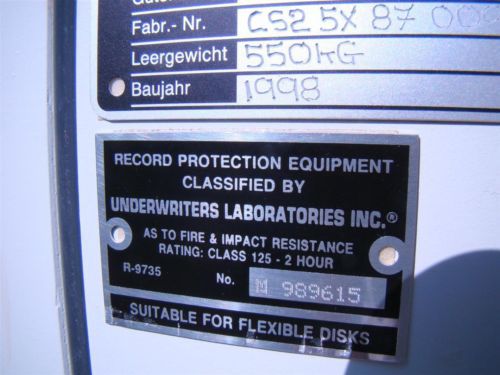 Fabr.- Nr. CS2 5X 87 00
Leergewicht 550KG
Baujahr 1998
RECORD PROTECTION EQUIPMENT
CLASSIFIED BY
UNDERWRITERS LABORATORIES INC.®
AS TO FIRE & IMPACT RESISTANCE
RATING: CLASS 125 - 2 HOUR
R-9735 No. M 989615
SUITABLE FOR FLEXIBLE DISKS